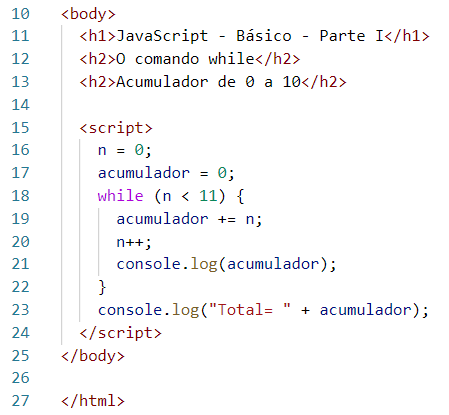 10 <body>
11 <h1>JavaScript - Básico - Parte I</h1>
12 <h2>O comando while</h2>
13 <h2>Acumulador de 0 a 10</h2>
14
15 <script>
16 n = 0;
17 acumulador = 0;
18 while (n < 11) {
19 acumulador += n;
20 n++;
21 console.log(acumulador);
22 }
23 console.log("Total= " + acumulador);
24 </script>
25 </body>
26
27 </html>